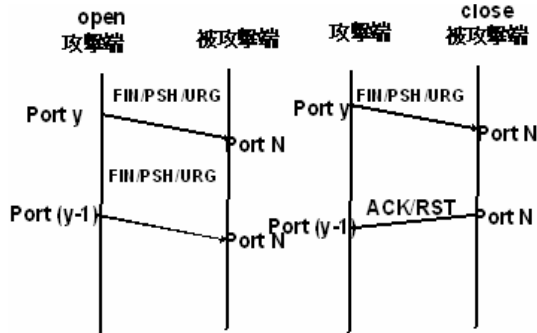 open
攻擊端
被攻擊端
FIN/PSH/URG
Port y
Port N
FIN/PSH/URG
Port (y-1)
Port N
close
攻擊端
被攻擊端
FIN/PSH/URG
Port y
Port N
ACK/RST
Port (y-1)
Port N